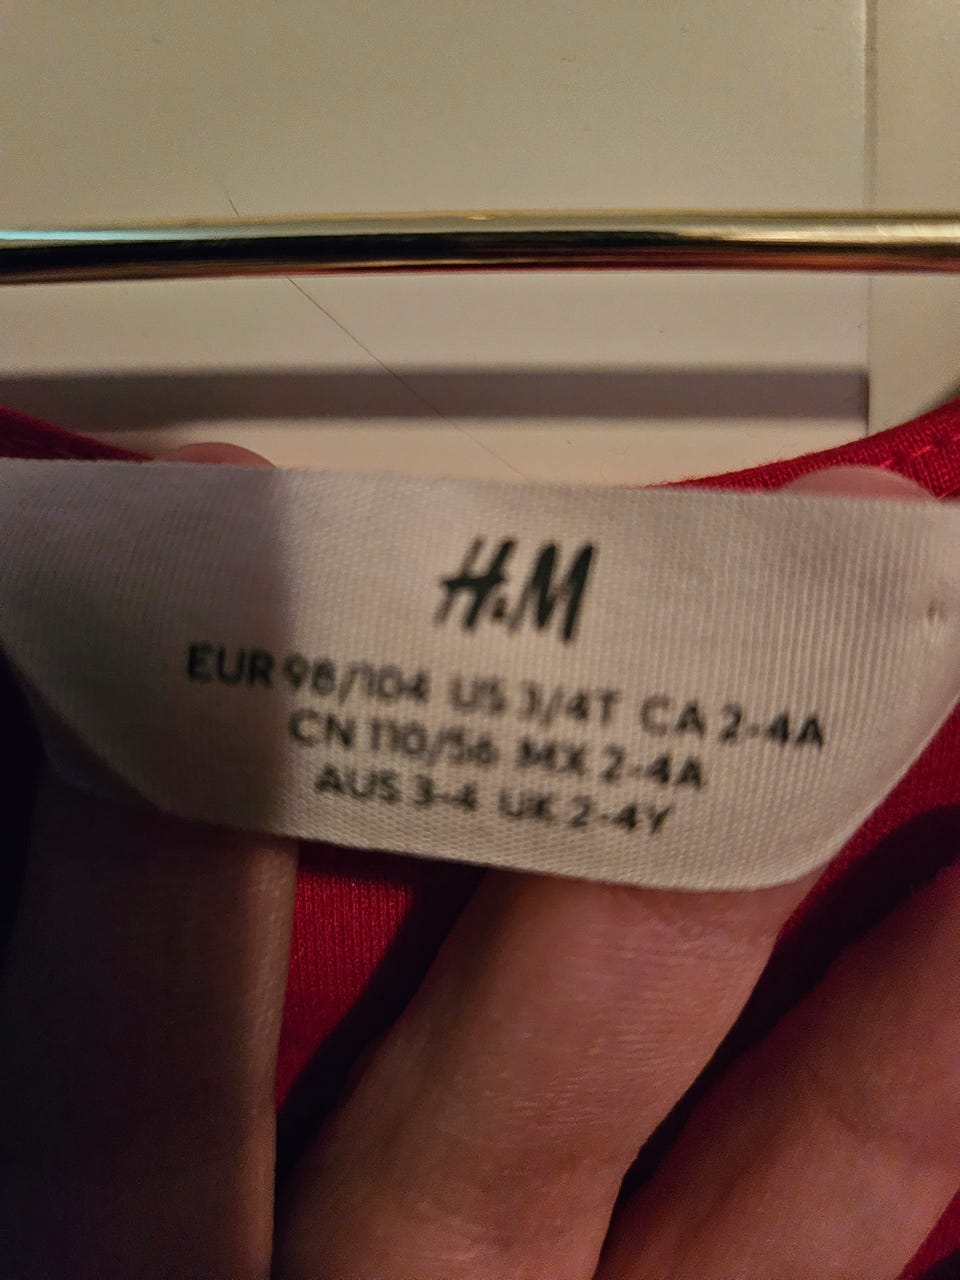 H&M
EUR 98/104 US 3/4T CA 2-4A
CN 110/56 MX 2-4A
AUS 3-4 UK 2-4Y